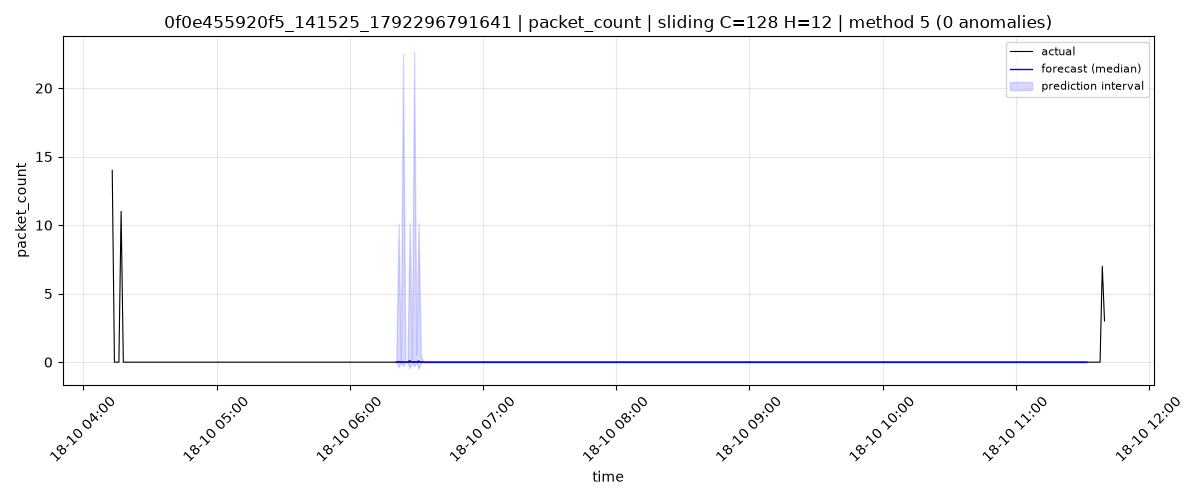 0f0e455920f5_141525_1792296791641 | packet_count | sliding C=128 H=12 | method 5 (0 anomalies)
actual
forecast (median)
prediction interval
packet_count
20
15
10
5
0
18-10 04:00
18-10 05:00
18-10 06:00
18-10 07:00
18-10 08:00
18-10 09:00
18-10 10:00
18-10 11:00
18-10 12:00
time